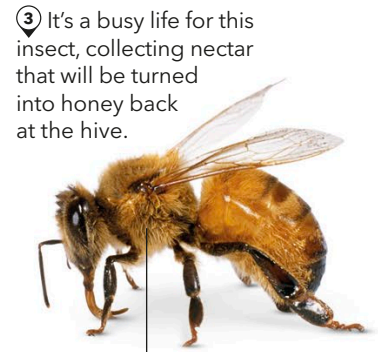 ③ It’s a busy life for this
insect, collecting nectar
that will be turned
into honey back
at the hive.